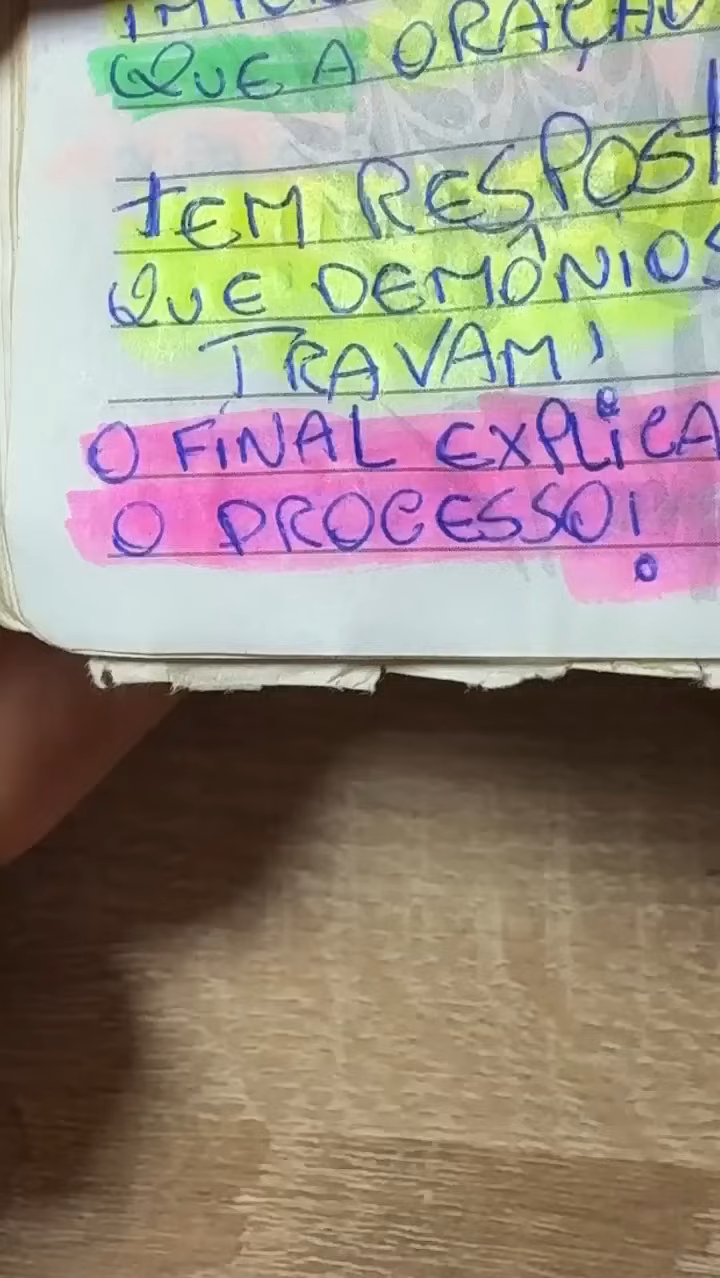 QUE A ORAÇÃO
TEM RESPOST
QUE DEMÔNIOS
TRAVAM!
O FINAL EXPLICA
O PROCESSO!